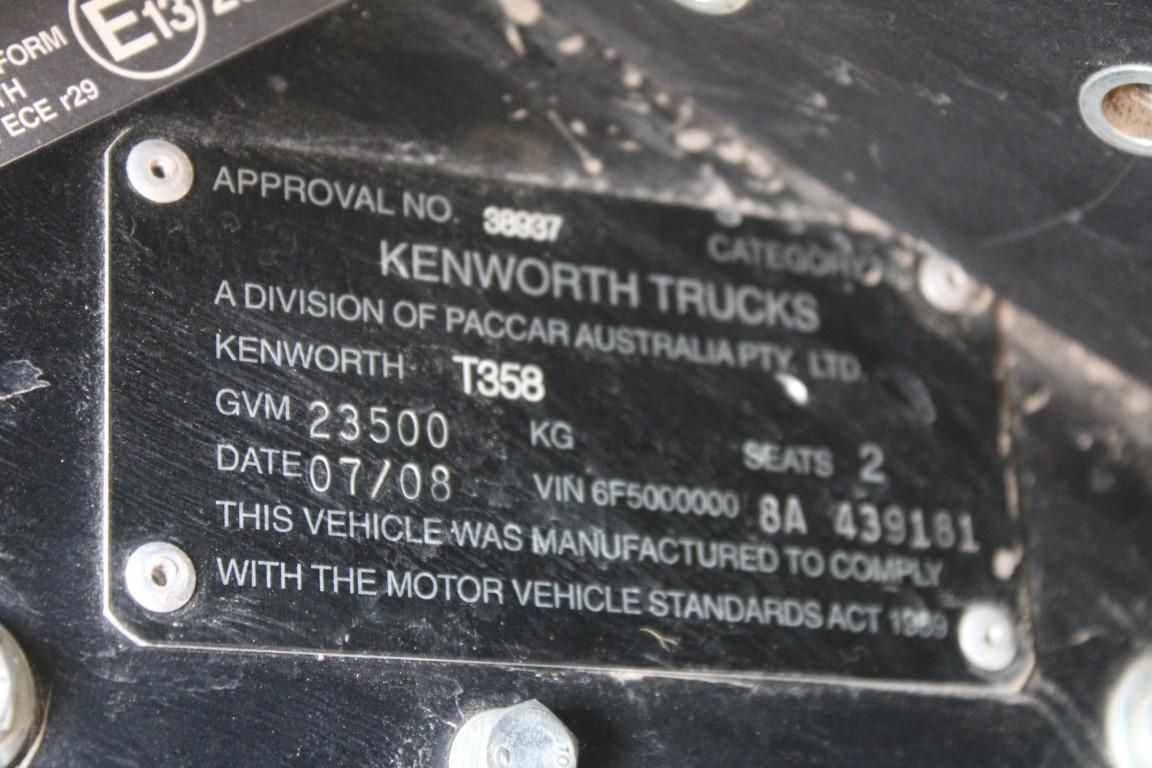 FORM
E13
TH
ECE r29
APPROVAL NO. 38937 CATEGORY
KENWORTH TRUCKS
A DIVISION OF PACCAR AUSTRALIA PTY. LTD.
KENWORTH T358
GVM 23500 KG SEATS 2
DATE 07/08 VIN 6F5000000 8A 439181
THIS VEHICLE WAS MANUFACTURED TO COMPLY
WITH THE MOTOR VEHICLE STANDARDS ACT 1989